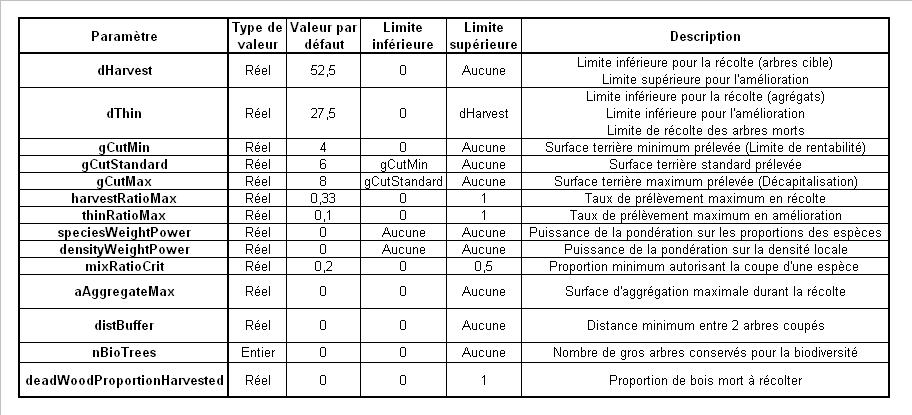 Paramètre Type de valeur Valeur par défaut Limite inférieure Limite supérieure Description
dHarvest Réel 52,5 0 Aucune Limite inférieure pour la récolte (arbres cible)
Limite supérieure pour l'amélioration
dThin Réel 27,5 0 dHarvest Limite inférieure pour la récolte (agrégats)
Limite inférieure pour l'amélioration
Limite de récolte des arbres morts
gCutMin Réel 4 0 Aucune Surface terrière minimum prélevée (Limite de rentabilité)
gCutStandard Réel 6 gCutMin Aucune Surface terrière standard prélevée
gCutMax Réel 8 gCutStandard Aucune Surface terrière maximum prélevée (Décapitalisation)
harvestRatioMax Réel 0,33 0 1 Taux de prélèvement maximum en récolte
thinRatioMax Réel 0,1 0 1 Taux de prélèvement maximum en amélioration
speciesWeightPower Réel 0 Aucune Aucune Puissance de la pondération sur les proportions des espèces
densityWeightPower Réel 0 Aucune Aucune Puissance de la pondération sur la densité locale
mixRatioCrit Réel 0,2 0 0,5 Proportion minimum autorisant la coupe d'une espèce
aAggregateMax Réel 0 0 Aucune Surface d'aggrégation maximale durant la récolte
distBuffer Réel 0 0 Aucune Distance minimum entre 2 arbres coupés
nBioTrees Entier 0 0 Aucune Nombre de gros arbres conservés pour la biodiversité
deadWoodProportionHarvested Réel 0 0 1 Proportion de bois mort à récolter